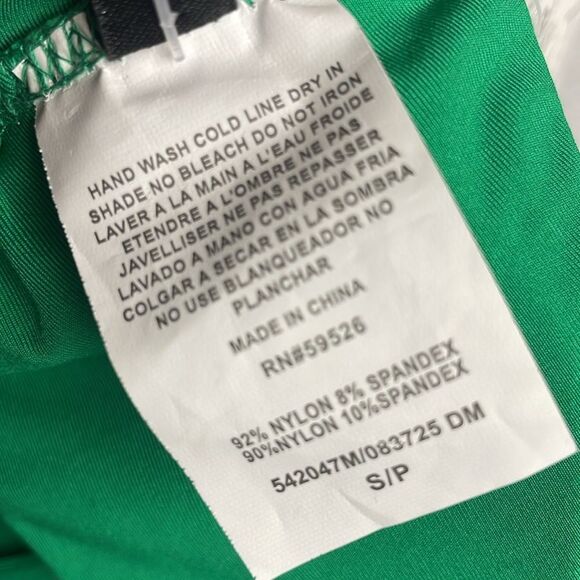 HAND WASH COLD LINE DRY IN
SHADE NO BLEACH DO NOT IRON
LAVER A LA MAIN A L'EAU FROIDE
ETENDRE A L'OMBRE NE PAS
JAVELLISER NE PAS REPASSER
LAVADO A MANO CON AGUA FRIA
COLGAR A SECAR EN LA SOMBRA
NO USE BLANQUEADOR NO
PLANCHAR
MADE IN CHINA
RN#59526
92% NYLON 8% SPANDEX
90%NYLON 10%SPANDEX
542047M/083725 DM
S/P